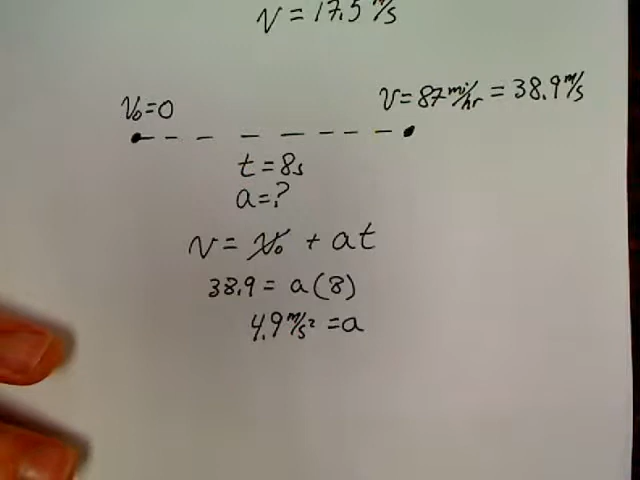 v = 17.5 m/s
v₀=0
v=87 mi/hr = 38.9 m/s
t = 8s
a=?
v = v₀ + at
38.9 = a(8)
4.9 m/s² = a